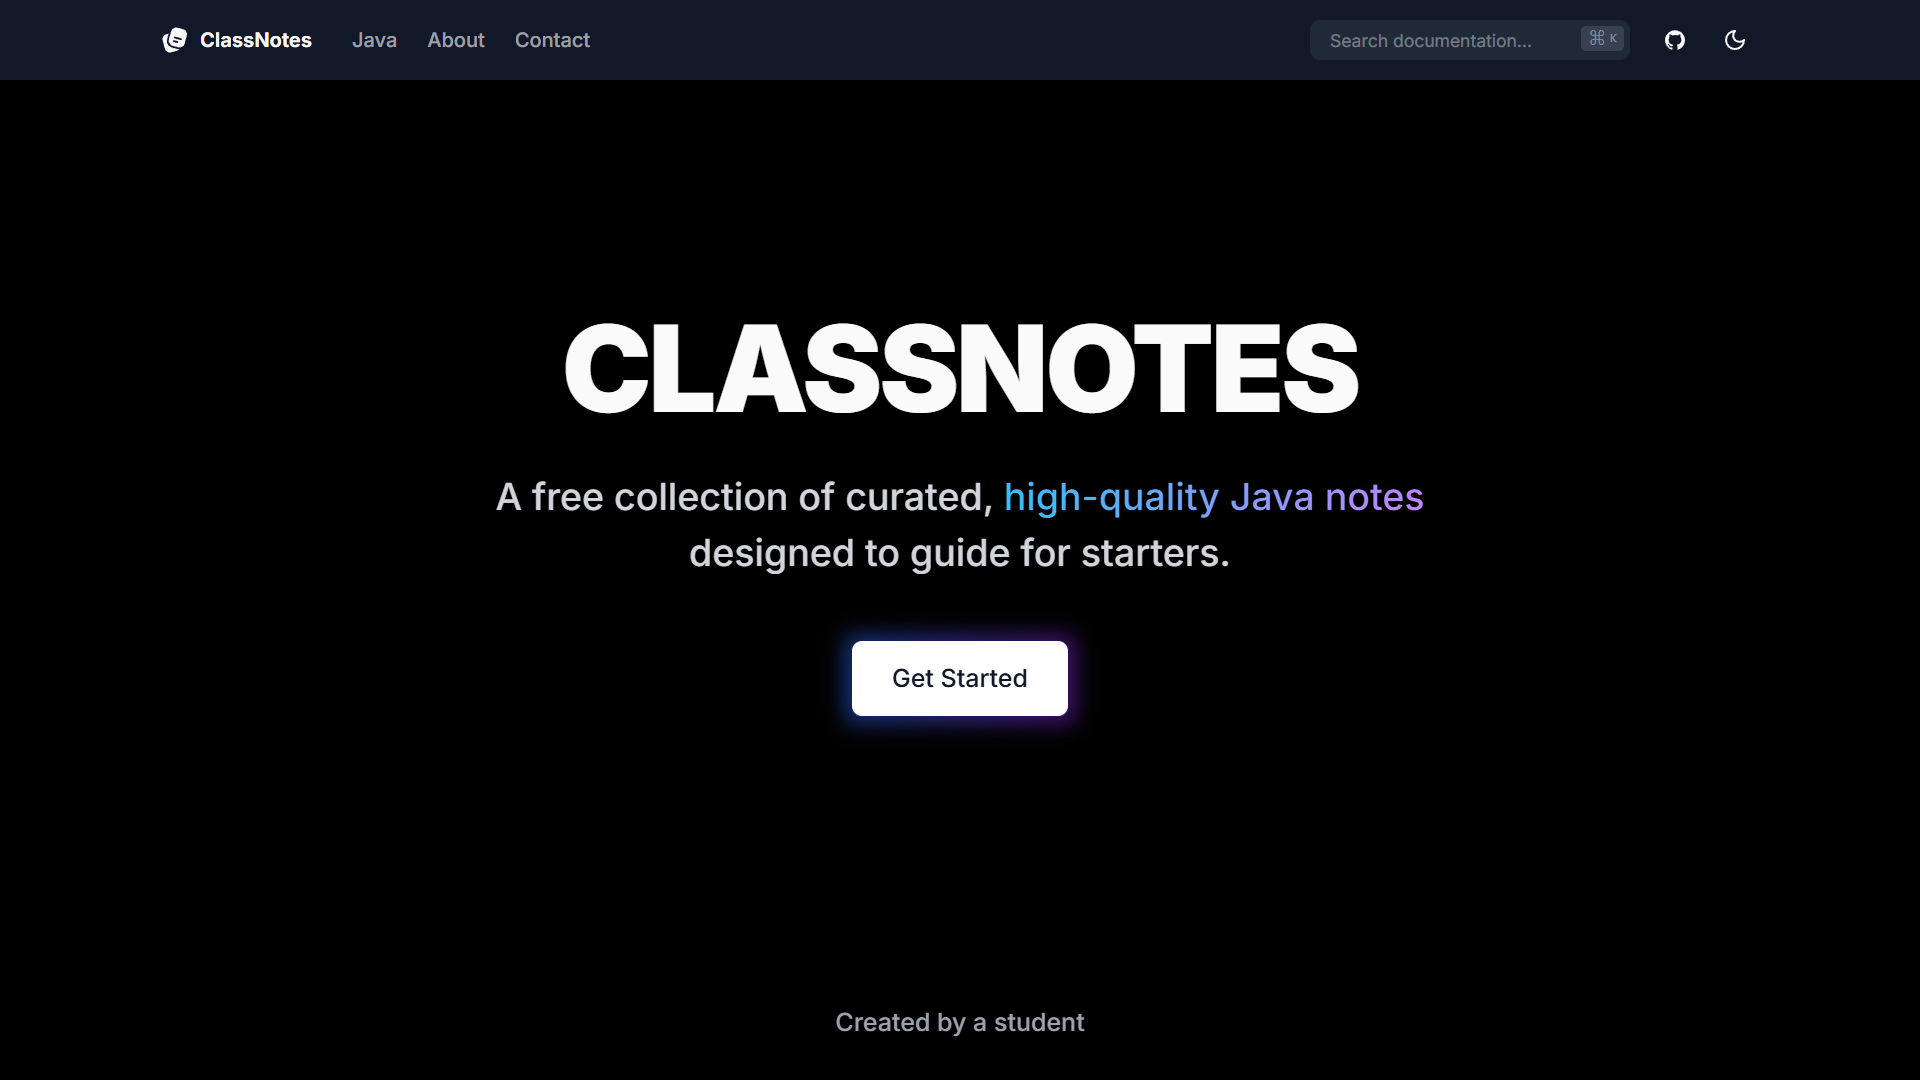 ClassNotes Java About Contact Search documentation... ⌘ K
CLASSNOTES
A free collection of curated, high-quality Java notes
designed to guide for starters.
Get Started
Created by a student